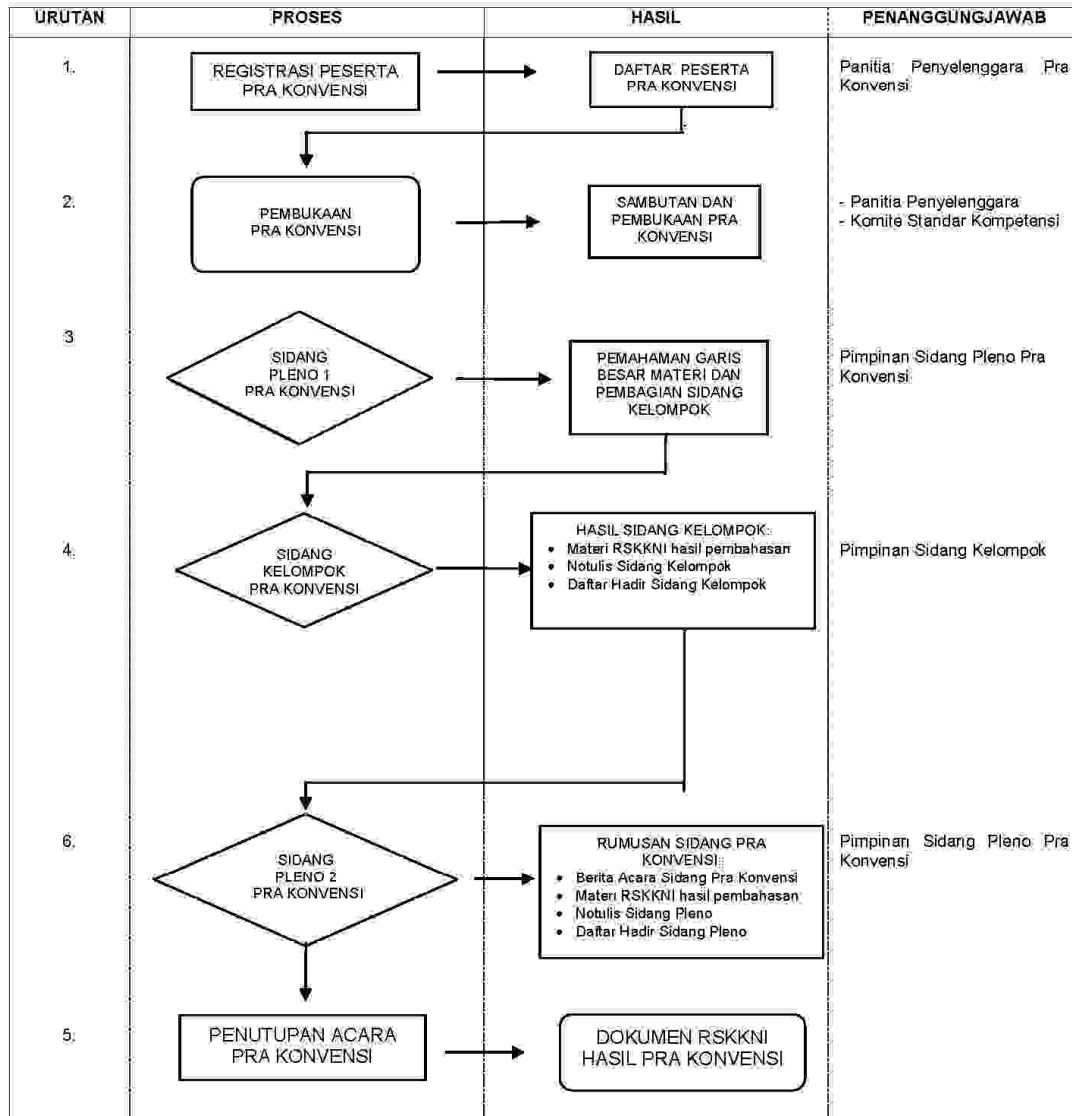 URUTAN PROSES HASIL PENANGGUNGJAWAB
1. REGISTRASI PESERTA
PRA KONVENSI
DAFTAR PESERTA
PRA KONVENSI
Panitia Penyelenggara Pra
Konvensi
2. PEMBUKAAN
PRA KONVENSI
SAMBUTAN DAN
PEMBUKAAN PRA
KONVENSI
- Panitia Penyelenggara
- Komite Standar Kompetensi
3 SIDANG
PLENO 1
PRA KONVENSI
PEMAHAMAN GARIS
BESAR MATERI DAN
PEMBAGIAN SIDANG
KELOMPOK
Pimpinan Sidang Pleno Pra
Konvensi
4. SIDANG
KELOMPOK
PRA KONVENSI
HASIL SIDANG KELOMPOK:
• Materi RSKKNI hasil pembahasan
• Notulis Sidang Kelompok
• Daftar Hadir Sidang Kelompok
Pimpinan Sidang Kelompok
6. SIDANG
PLENO 2
PRA KONVENSI
RUMUSAN SIDANG PRA
KONVENSI:
• Berita Acara Sidang Pra Konvensi
• Materi RSKKNI hasil pembahasan
• Notulis Sidang Pleno
• Daftar Hadir Sidang Pleno
Pimpinan Sidang Pleno Pra
Konvensi
5. PENUTUPAN ACARA
PRA KONVENSI
DOKUMEN RSKKNI
HASIL PRA KONVENSI